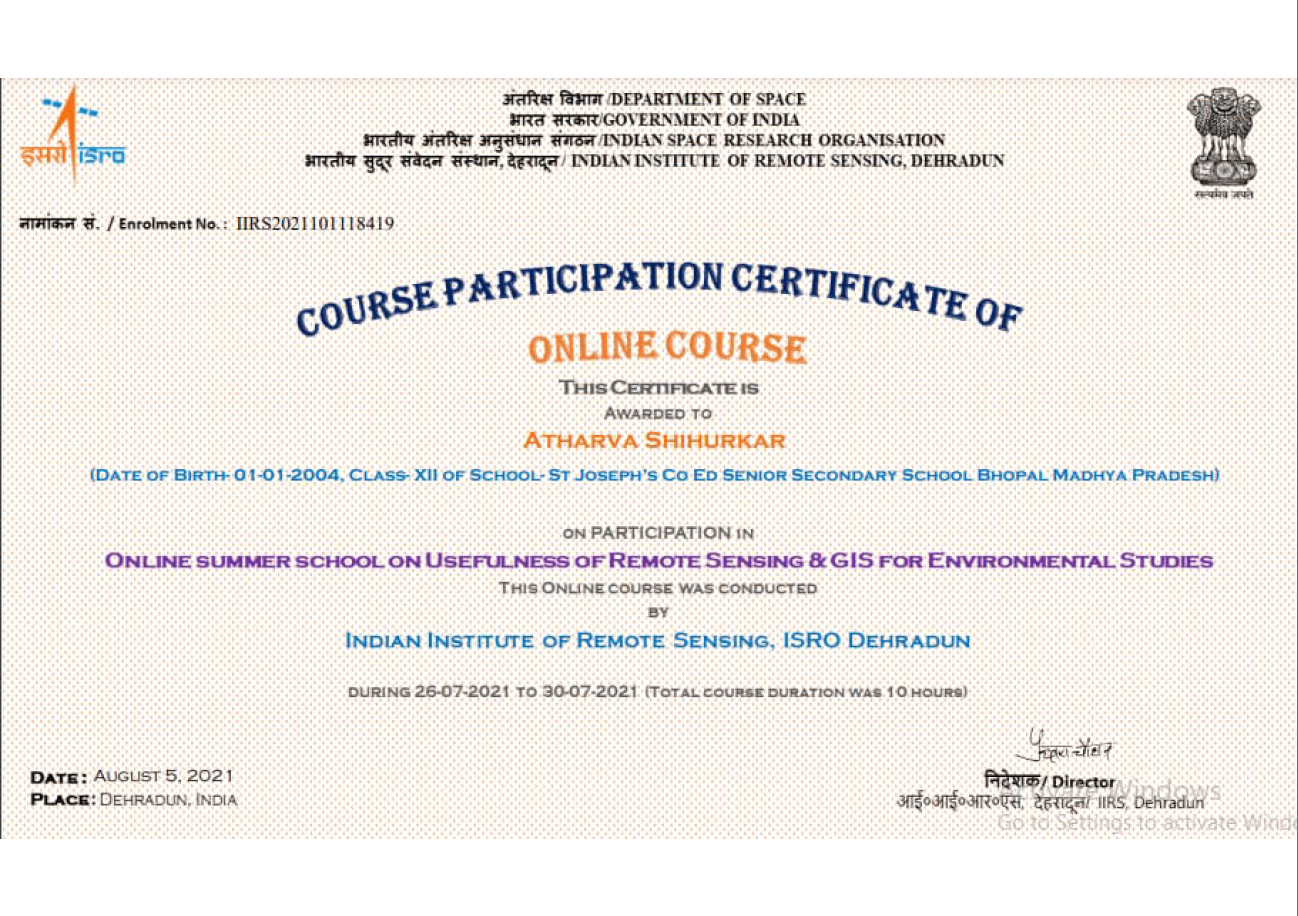 अंतरिक्ष विभाग /DEPARTMENT OF SPACE
भारत सरकार/GOVERNMENT OF INDIA
भारतीय अंतरिक्ष अनुसंधान संगठन /INDIAN SPACE RESEARCH ORGANISATION
भारतीय सुदूर संवेदन संस्थान, देहरादून / INDIAN INSTITUTE OF REMOTE SENSING, DEHRADUN
इसरो isro
सत्यमेव जयते
नामांकन सं. / Enrolment No. : IIRS2021101118419
COURSE PARTICIPATION CERTIFICATE OF
ONLINE COURSE
THIS CERTIFICATE IS
AWARDED TO
ATHARVA SHIHURKAR
(DATE OF BIRTH- 01-01-2004, CLASS- XII OF SCHOOL- ST JOSEPH'S CO ED SENIOR SECONDARY SCHOOL BHOPAL MADHYA PRADESH)
ON PARTICIPATION IN
ONLINE SUMMER SCHOOL ON USEFULNESS OF REMOTE SENSING & GIS FOR ENVIRONMENTAL STUDIES
THIS ONLINE COURSE WAS CONDUCTED
BY
INDIAN INSTITUTE OF REMOTE SENSING, ISRO DEHRADUN
DURING 26-07-2021 TO 30-07-2021 (TOTAL COURSE DURATION WAS 10 HOURS)
DATE: AUGUST 5, 2021
PLACE: DEHRADUN, INDIA
निदेशक/ Director
आई०आई०आर०एस, देहरादून/ IIRS, Dehradun
Activate Windows
Go to Settings to activate Windo